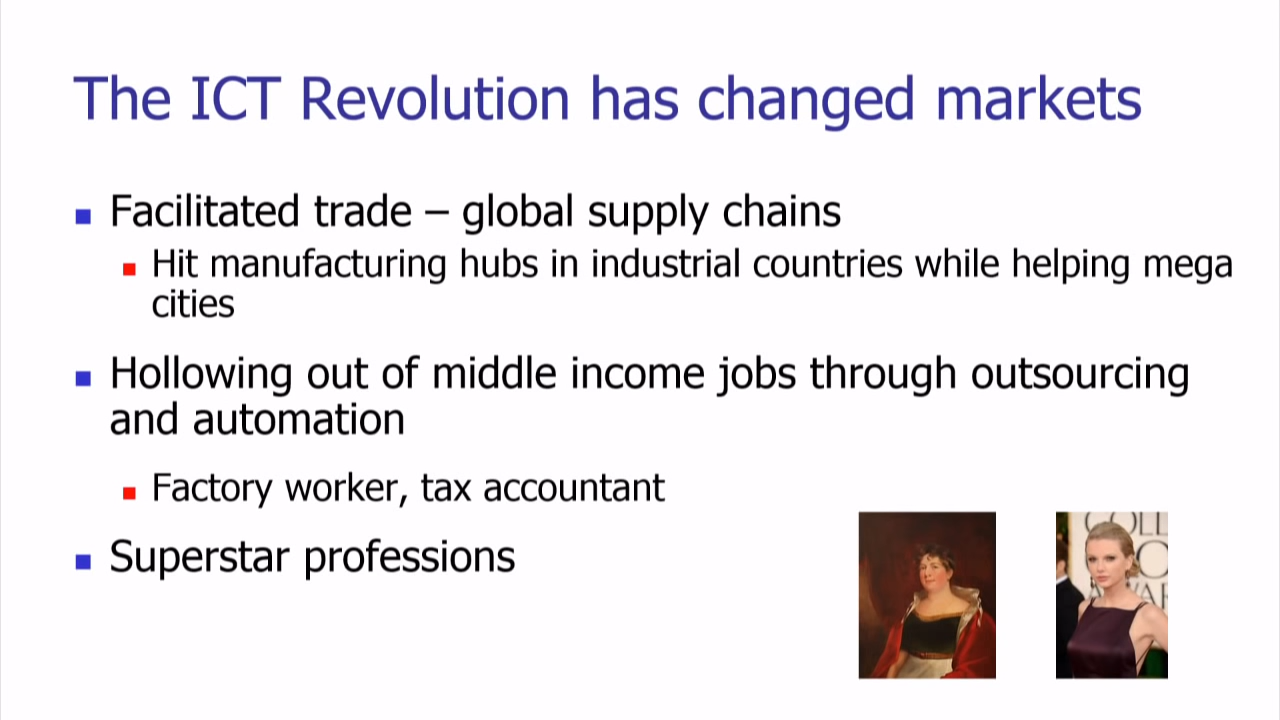 The ICT Revolution has changed markets
Facilitated trade – global supply chains
Hit manufacturing hubs in industrial countries while helping mega
cities
Hollowing out of middle income jobs through outsourcing
and automation
Factory worker, tax accountant
Superstar professions